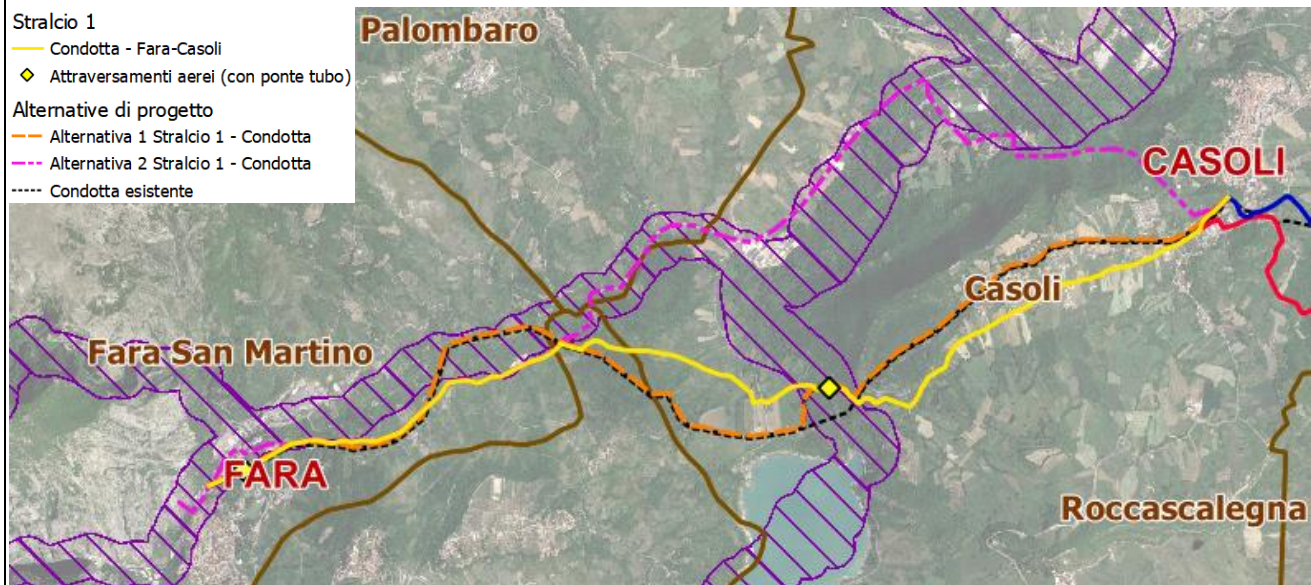 Stralcio 1
Condotta - Fara-Casoli
Attraversamenti aerei (con ponte tubo)
Alternative di progetto
Alternativa 1 Stralcio 1 - Condotta
Alternativa 2 Stralcio 1 - Condotta
Condotta esistente
Palombaro
CASOLI
Casoli
Fara San Martino
FARA
Roccascalegna